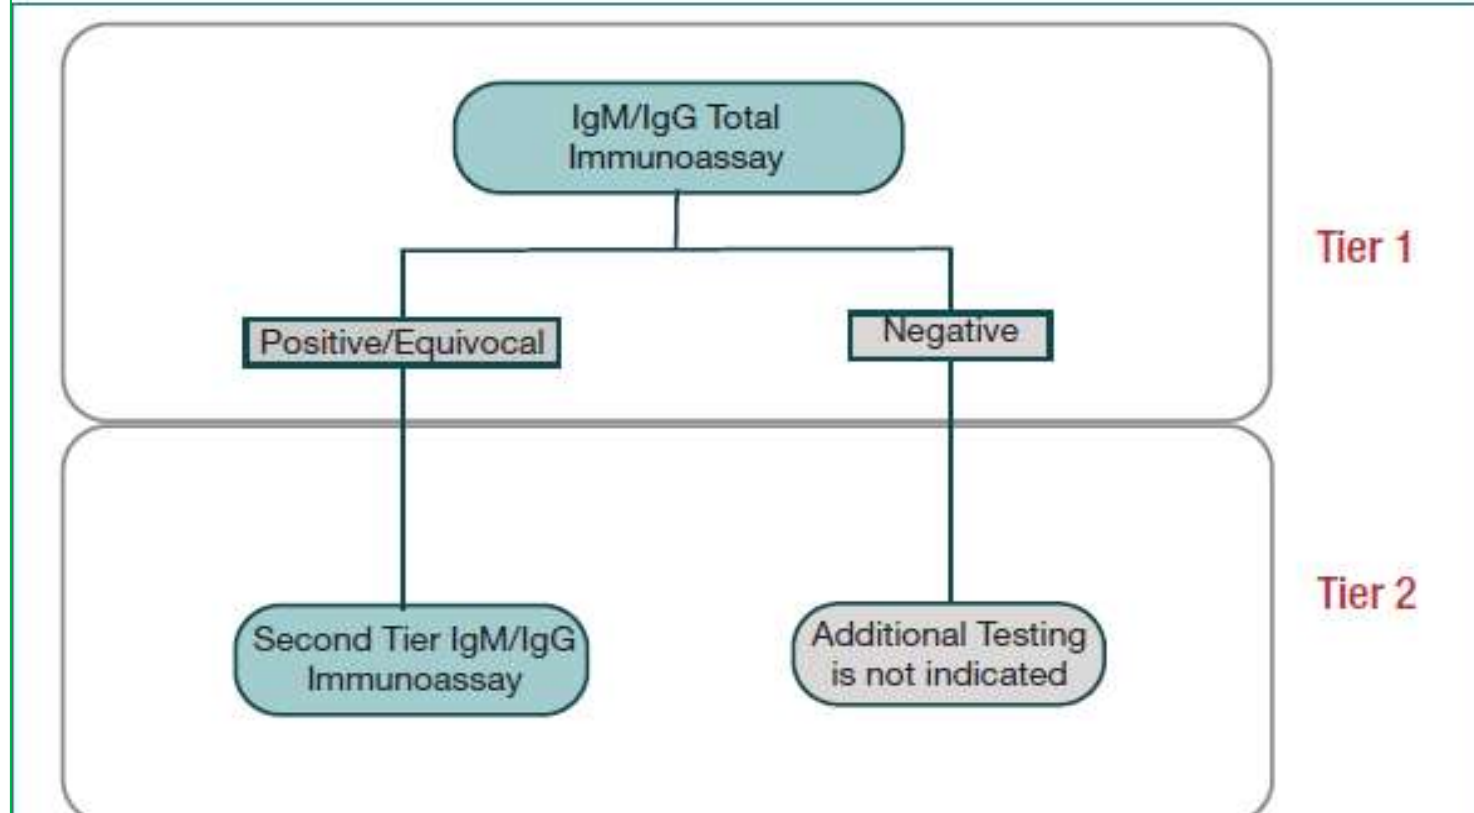 IgM/IgG Total
Immunoassay
Tier 1
Positive/Equivocal
Negative
Second Tier IgM/IgG
Immunoassay
Additional Testing
is not indicated
Tier 2